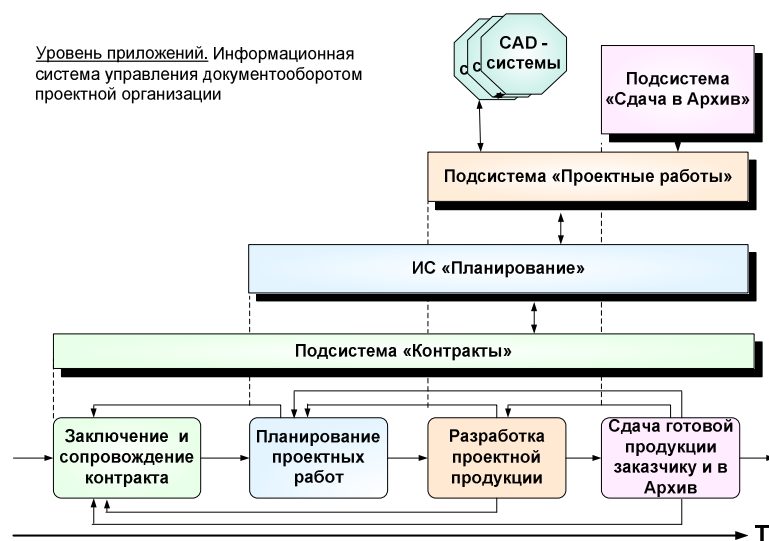 Уровень приложений. Информационная
система управления документооборотом
проектной организации
CAD -
системы
С
С
Подсистема
«Сдача в Архив»
Подсистема «Проектные работы»
ИС «Планирование»
Подсистема «Контракты»
Заключение и
сопровождение
контракта
Планирование
проектных
работ
Разработка
проектной
продукции
Сдача готовой
продукции
заказчику и в
Архив
Т